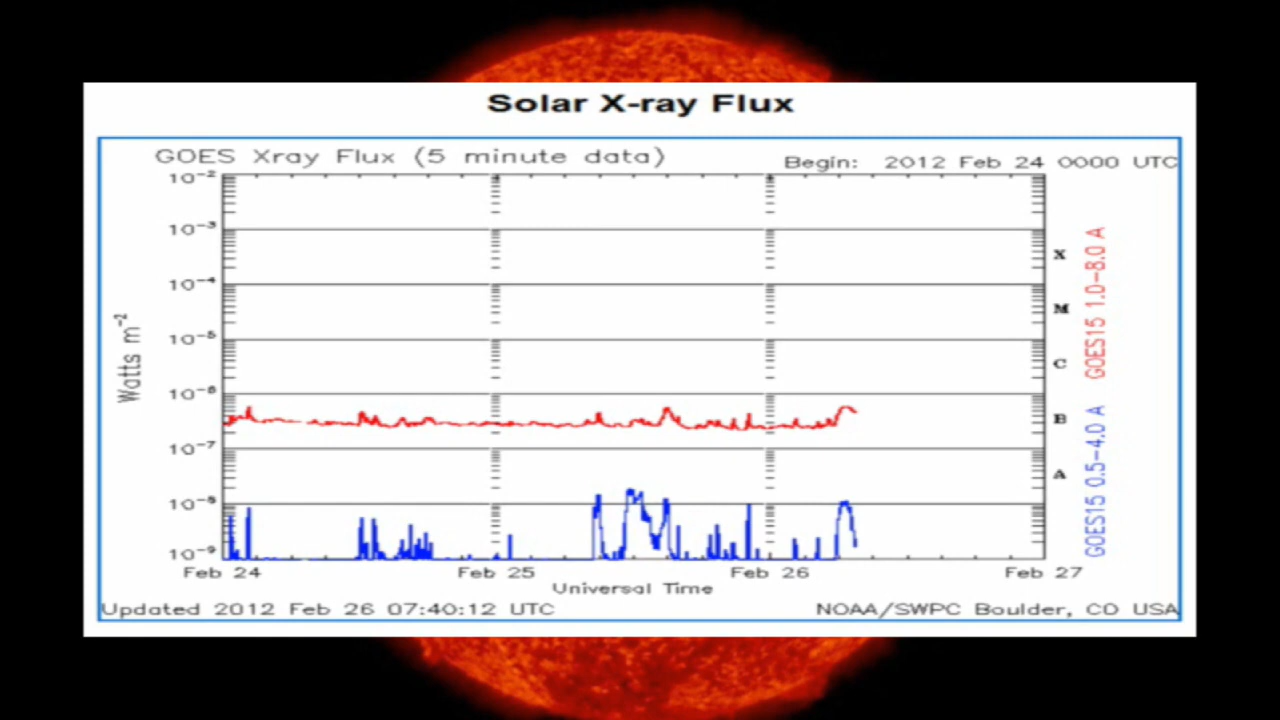 Solar X-ray Flux
GOES Xray Flux (5 minute data)
Begin: 2012 Feb 24 0000 UTC
10⁻²
10⁻³
10⁻⁴
10⁻⁵
10⁻⁶
10⁻⁷
10⁻⁸
10⁻⁹
Watts m⁻²
X
M
C
B
A
GOES15 1.0-8.0 A
GOES15 0.5-4.0 A
Feb 24 Feb 25 Feb 26 Feb 27
Universal Time
Updated 2012 Feb 26 07:40:12 UTC
NOAA/SWPC Boulder, CO USA